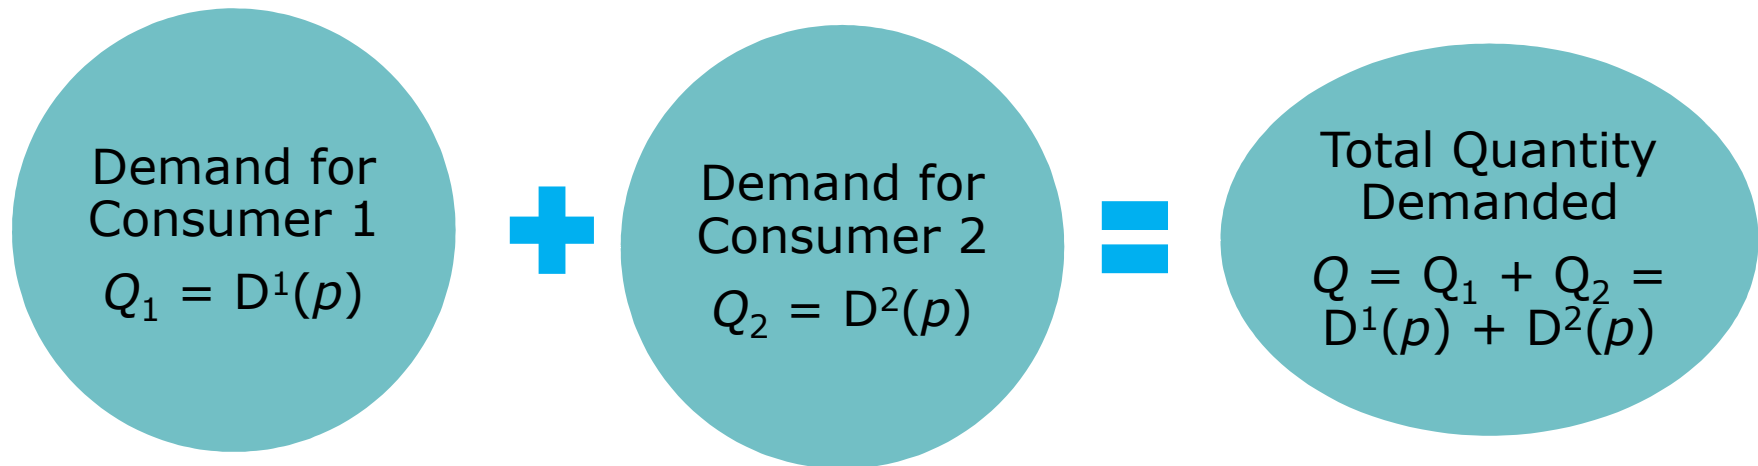 Demand for
Consumer 1
Q₁ = D¹(p)
Demand for
Consumer 2
Q₂ = D²(p)
Total Quantity
Demanded
Q = Q₁ + Q₂ =
D¹(p) + D²(p)